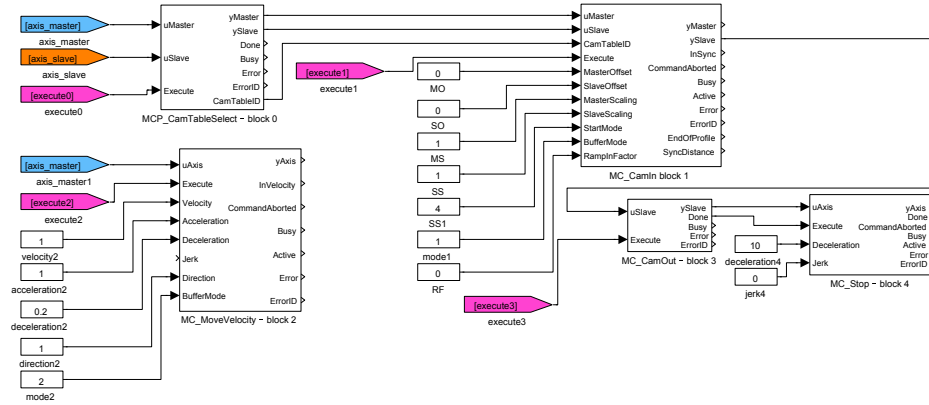 [axis_master]
axis_master
[axis_slave]
axis_slave
[execute0]
execute0
uMaster
uSlave
Execute
yMaster
ySlave
Done
Busy
Error
ErrorID
CamTableID
MCP_CamTableSelect - block 0
[execute1]
execute1
0
MO
0
SO
1
MS
1
SS
4
SS1
1
mode1
0
RF
uMaster
uSlave
CamTableID
Execute
MasterOffset
SlaveOffset
MasterScaling
SlaveScaling
StartMode
BufferMode
RampInFactor
yMaster
ySlave
InSync
CommandAborted
Busy
Active
Error
ErrorID
EndOfProfile
SyncDistance
MC_CamIn block 1
[axis_master]
axis_master1
[execute2]
execute2
1
velocity2
1
acceleration2
0.2
deceleration2
1
direction2
2
mode2
uAxis
Execute
Velocity
Acceleration
Deceleration
Jerk
Direction
BufferMode
yAxis
InVelocity
CommandAborted
Busy
Active
Error
ErrorID
MC_MoveVelocity - block 2
[execute3]
execute3
uSlave
Execute
ySlave
Done
Busy
Error
ErrorID
MC_CamOut - block 3
10
deceleration4
0
jerk4
uAxis
Execute
Deceleration
Jerk
yAxis
Done
CommandAborted
Busy
Active
Error
ErrorID
MC_Stop - block 4